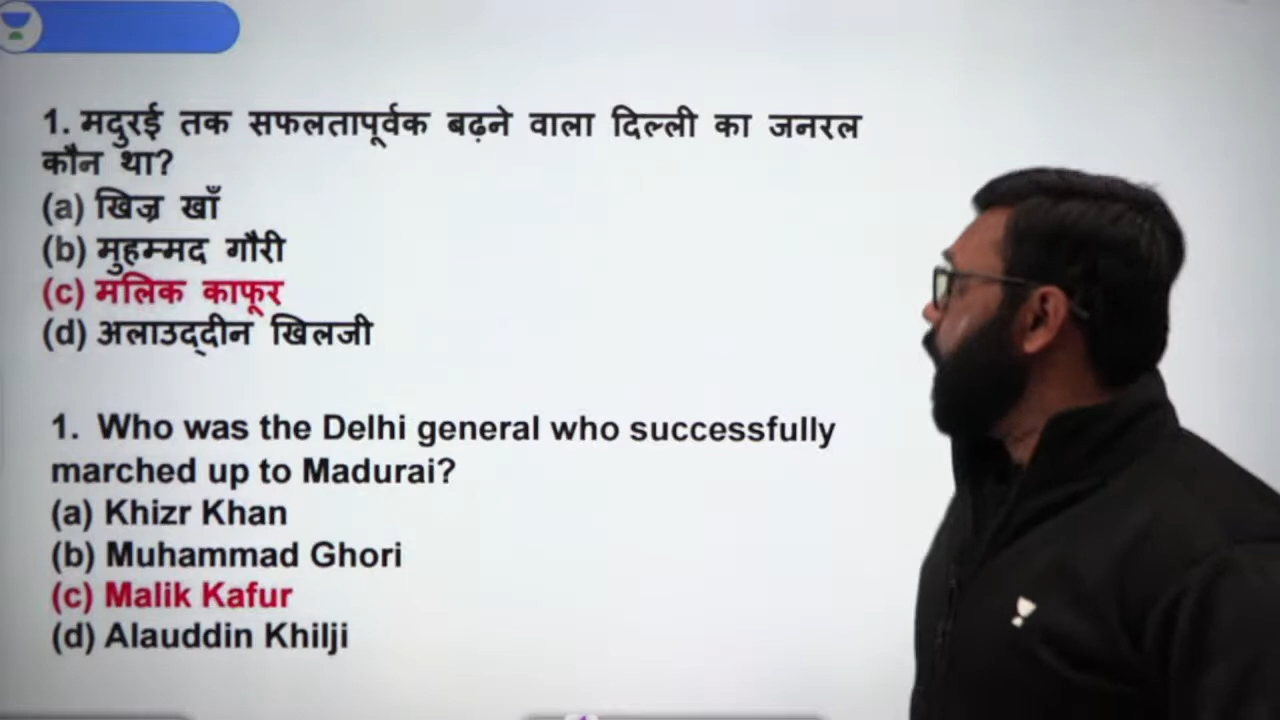 1. मदुरई तक सफलतापूर्वक बढ़ने वाला दिल्ली का जनरल
कौन था?
(a) खिज्र खाँ
(b) मुहम्मद गौरी
(c) मलिक काफूर
(d) अलाउद्दीन खिलजी
1. Who was the Delhi general who successfully
marched up to Madurai?
(a) Khizr Khan
(b) Muhammad Ghori
(c) Malik Kafur
(d) Alauddin Khilji